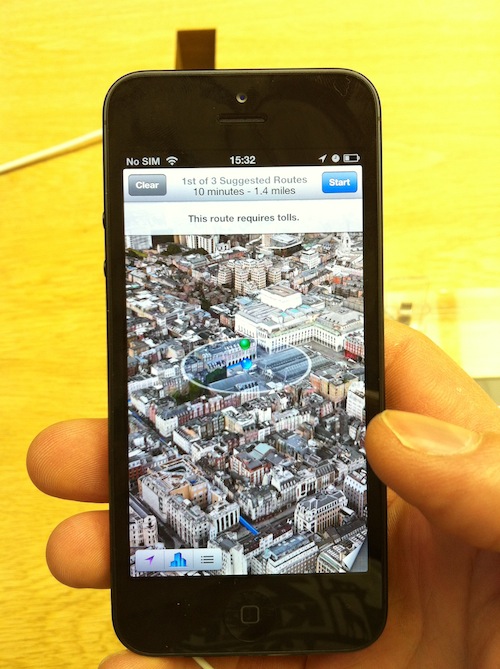 No SIM 15:32
Clear
1st of 3 Suggested Routes
10 minutes - 1.4 miles
Start
This route requires tolls.